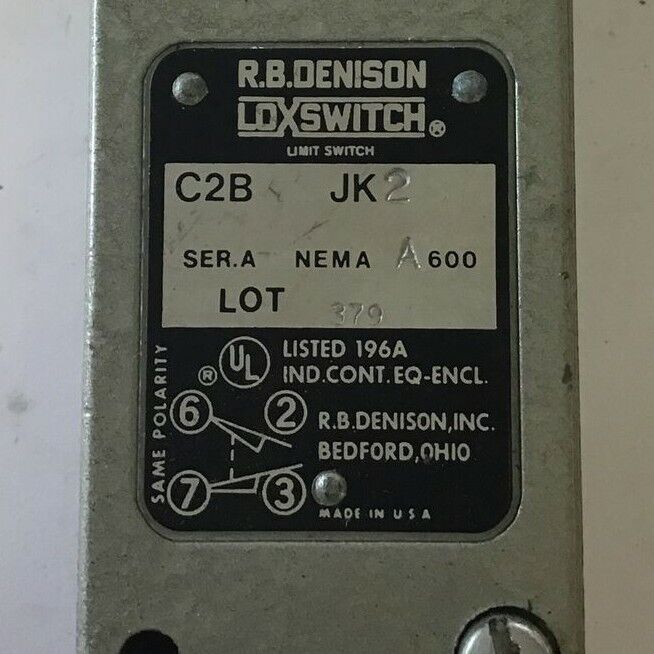 R.B.DENISON
LOXSWITCH®
LIMIT SWITCH
C2B JK2
SER.A NEMA A600
LOT 379
UL® LISTED 196A
IND.CONT.EQ-ENCL.
SAME POLARITY
6 2
7 3
R.B.DENISON,INC.
BEDFORD,OHIO
MADE IN USA